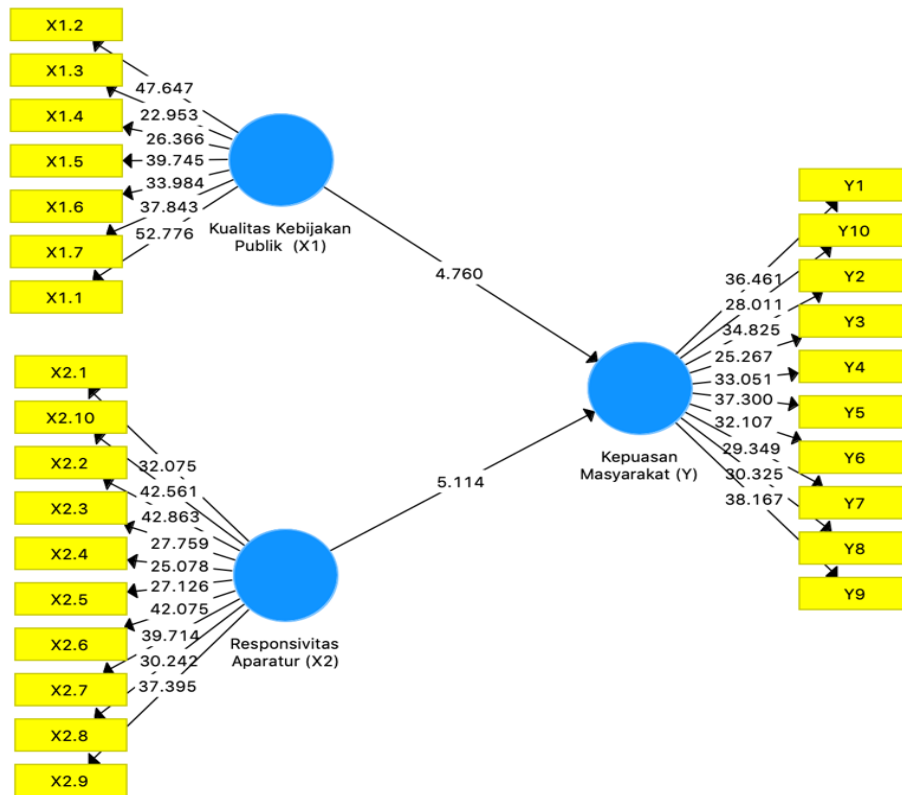 X1.2
X1.3
X1.4
X1.5
X1.6
X1.7
X1.1
47.647
22.953
26.366
39.745
33.984
37.843
52.776
Kualitas Kebijakan
Publik (X1)
4.760
X2.1
X2.10
X2.2
X2.3
X2.4
X2.5
X2.6
X2.7
X2.8
X2.9
32.075
42.561
42.863
27.759
25.078
27.126
42.075
39.714
30.242
37.395
Responsivitas
Aparatur (X2)
5.114
Kepuasan
Masyarakat (Y)
36.461
28.011
34.825
25.267
33.051
37.300
32.107
29.349
30.325
38.167
Y1
Y10
Y2
Y3
Y4
Y5
Y6
Y7
Y8
Y9